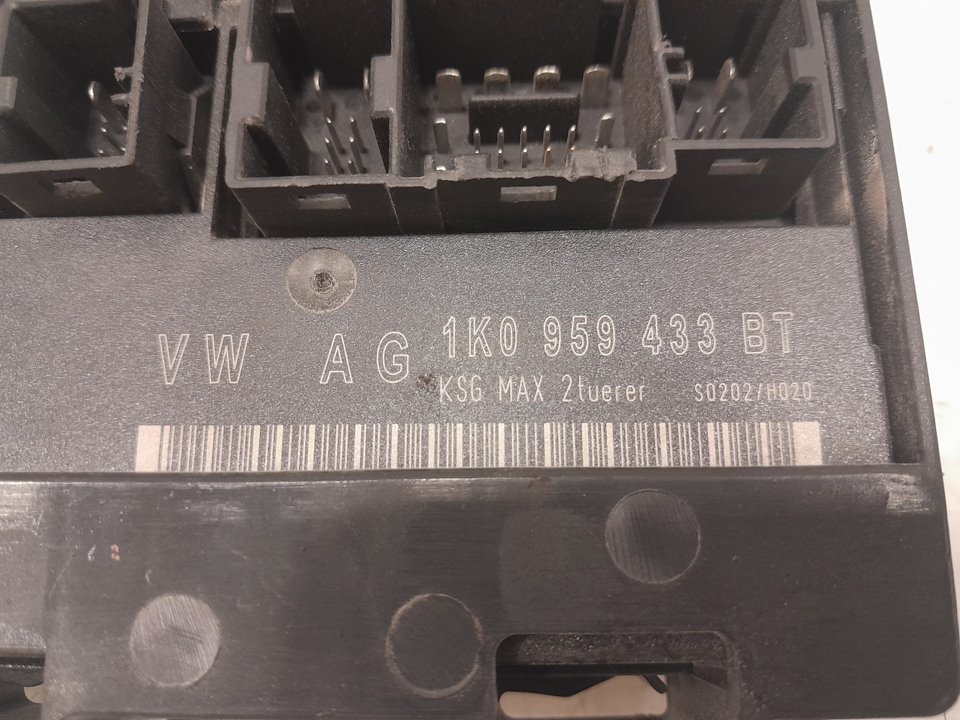 VW AG 1K0 959 433 BT
KSG MAX 2tuerer S0202/H020